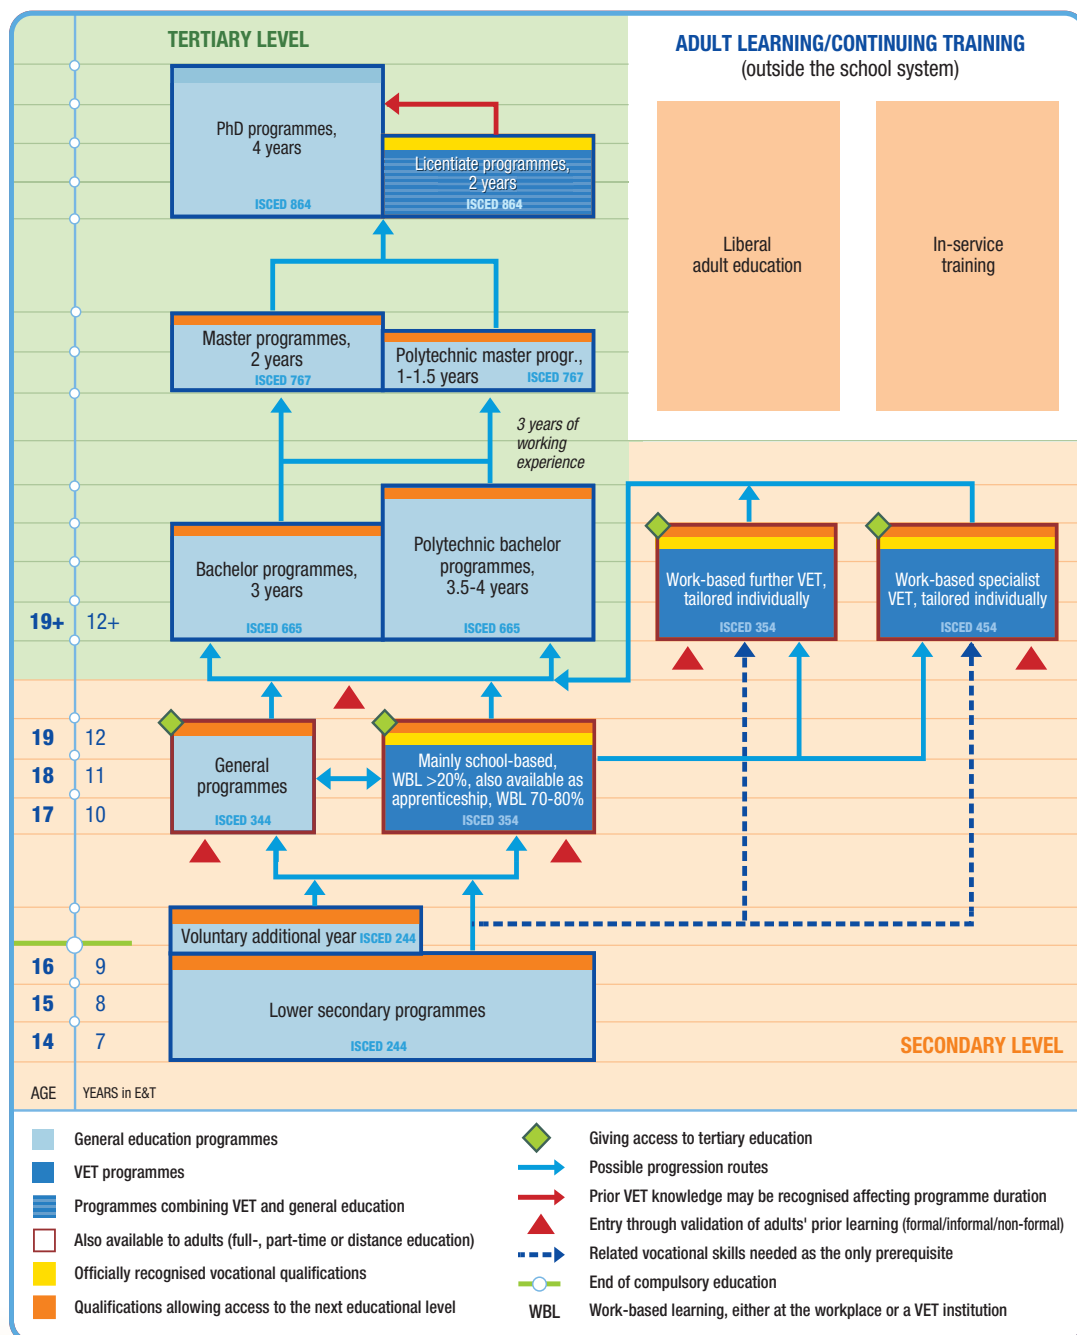 TERTIARY LEVEL
ADULT LEARNING/CONTINUING TRAINING
(outside the school system)
PhD programmes,
4 years
ISCED 864
Licentiate programmes,
2 years
ISCED 864
Liberal
adult education
In-service
training
Master programmes,
2 years
ISCED 767
Polytechnic master progr.,
1-1.5 years
ISCED 767
3 years of
working
experience
Bachelor programmes,
3 years
ISCED 665
Polytechnic bachelor
programmes,
3.5-4 years
ISCED 665
Work-based further VET,
tailored individually
ISCED 354
Work-based specialist
VET, tailored individually
ISCED 454
19+ 12+
19 12
18 11
17 10
General
programmes
ISCED 344
Mainly school-based,
WBL >20%, also available as
apprenticeship, WBL 70-80%
ISCED 354
Voluntary additional year ISCED 244
16 9
15 8
14 7
Lower secondary programmes
ISCED 244
SECONDARY LEVEL
AGE YEARS in E&T
General education programmes
VET programmes
Programmes combining VET and general education
Also available to adults (full-, part-time or distance education)
Officially recognised vocational qualifications
Qualifications allowing access to the next educational level
Giving access to tertiary education
Possible progression routes
Prior VET knowledge may be recognised affecting programme duration
Entry through validation of adults' prior learning (formal/informal/non-formal)
Related vocational skills needed as the only prerequisite
End of compulsory education
WBL Work-based learning, either at the workplace or a VET institution